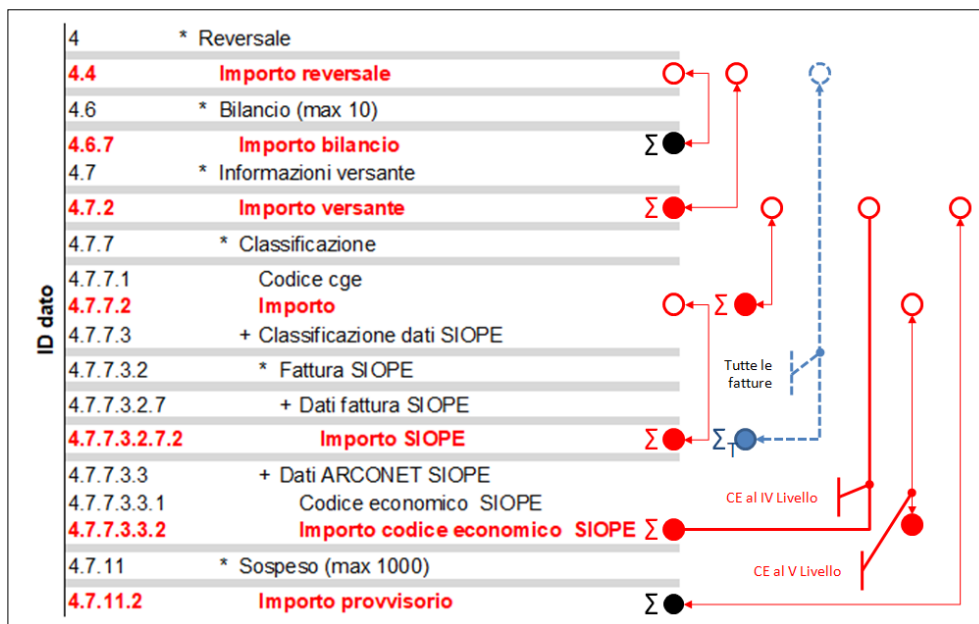 ID dato
4 * Reversale
4.4 Importo reversale
4.6 * Bilancio (max 10)
4.6.7 Importo bilancio Σ
4.7 * Informazioni versante
4.7.2 Importo versante Σ
4.7.7 * Classificazione
4.7.7.1 Codice cge
4.7.7.2 Importo Σ
4.7.7.3 + Classificazione dati SIOPE
4.7.7.3.2 * Fattura SIOPE
Tutte le
fatture
4.7.7.3.2.7 + Dati fattura SIOPE
4.7.7.3.2.7.2 Importo SIOPE Σ ΣT
4.7.7.3.3 + Dati ARCONET SIOPE
4.7.7.3.3.1 Codice economico SIOPE
CE al IV Livello
4.7.7.3.3.2 Importo codice economico SIOPE Σ
4.7.11 * Sospeso (max 1000)
CE al V Livello
4.7.11.2 Importo provvisorio Σ